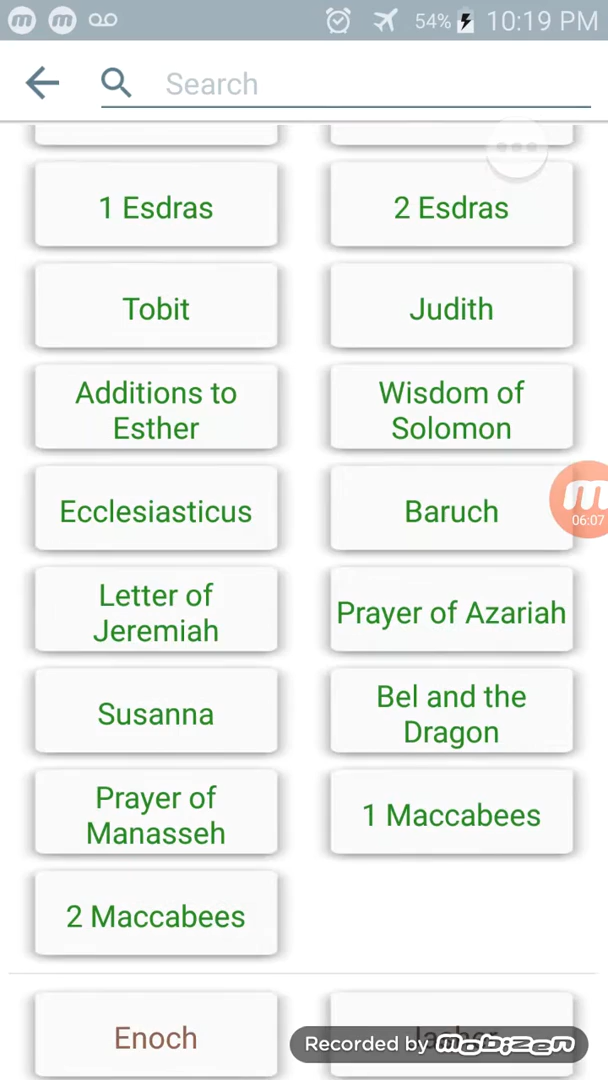 54% 10:19 PM
Search
1 Esdras
2 Esdras
Tobit
Judith
Additions to
Esther
Wisdom of
Solomon
Ecclesiasticus
Baruch
06:07
Letter of
Jeremiah
Prayer of Azariah
Susanna
Bel and the
Dragon
Prayer of
Manasseh
1 Maccabees
2 Maccabees
Enoch
Jasher
Recorded by mobizen